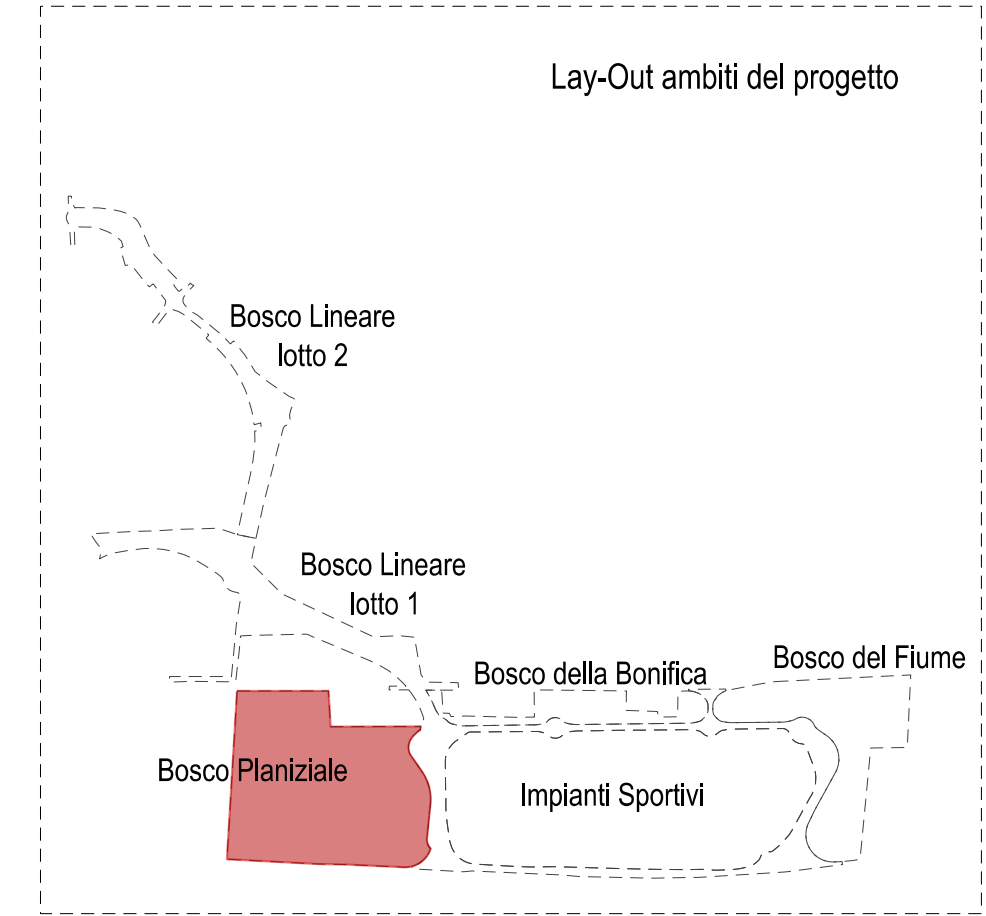 Lay-Out ambiti del progetto
Bosco Lineare
lotto 2
Bosco Lineare
lotto 1
Bosco della Bonifica
Bosco del Fiume
Bosco Planiziale
Impianti Sportivi